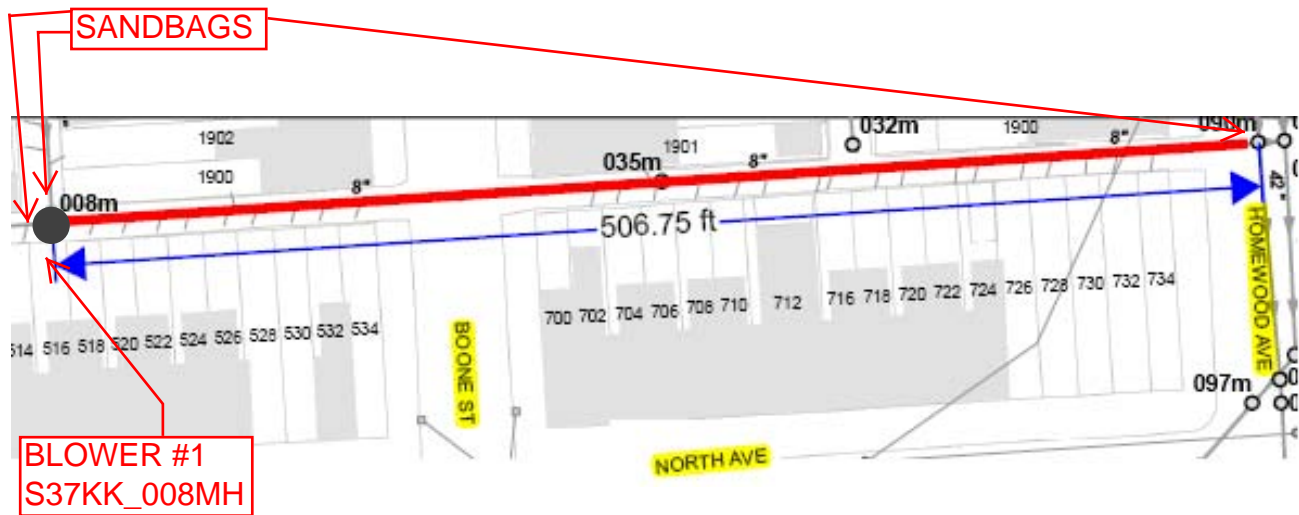 SANDBAGS
032m
1900
8"
090m
1902
1901
035m
8"
1900
8"
008m
42"
506.75 ft
HOMEWOOD AVE
700 702 704 706 708 710 712 716 718 720 722 724 726 728 730 732 734
514 516 518 520 522 524 526 528 530 532 534
BOONE ST
097m
NORTH AVE
BLOWER #1
S37KK_008MH